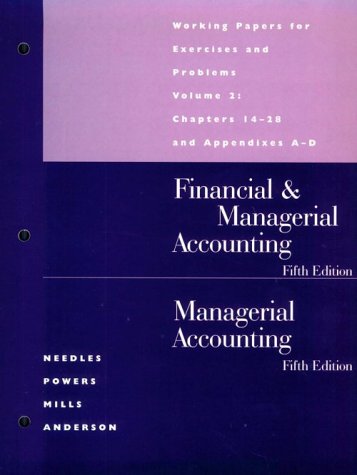 Working Papers for
Exercises and
Problems
Volume 2:
Chapters 14–28
and Appendixes A–D
Financial &
Managerial
Accounting
Fifth Edition
Managerial
Accounting
Fifth Edition
NEEDLES
POWERS
MILLS
ANDERSON